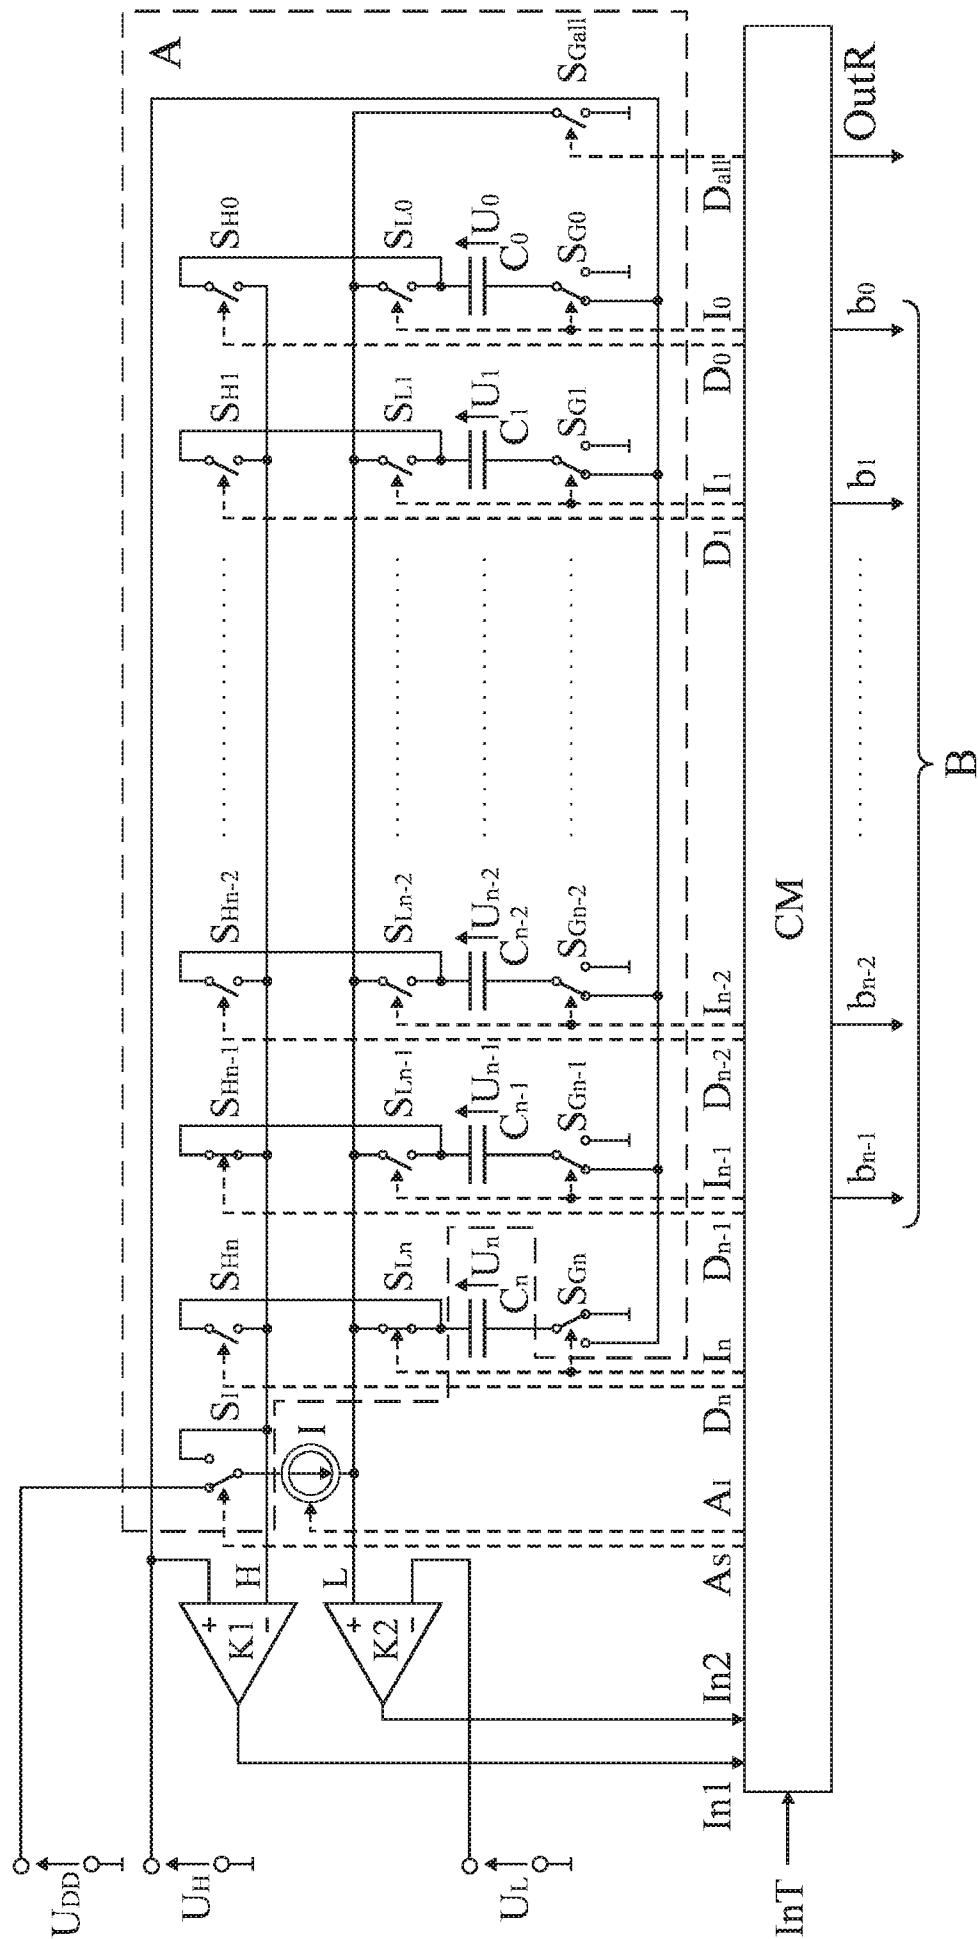 A
UDD
UH
UL
InT
K1
+
−
H
K2
+
−
L
SI
I
SHn
SHn-1
SHn-2
SH1
SH0
SLn
SLn-1
SLn-2
SL1
SL0
Un
Un-1
Un-2
U1
U0
Cn
Cn-1
Cn-2
C1
C0
SGn
SGn-1
SGn-2
SG1
SG0
SGall
In1
In2
AS
AI
Dn
In
Dn-1
In-1
Dn-2
In-2
D1
I1
D0
I0
Dall
CM
bn-1
bn-2
b1
b0
OutR
B